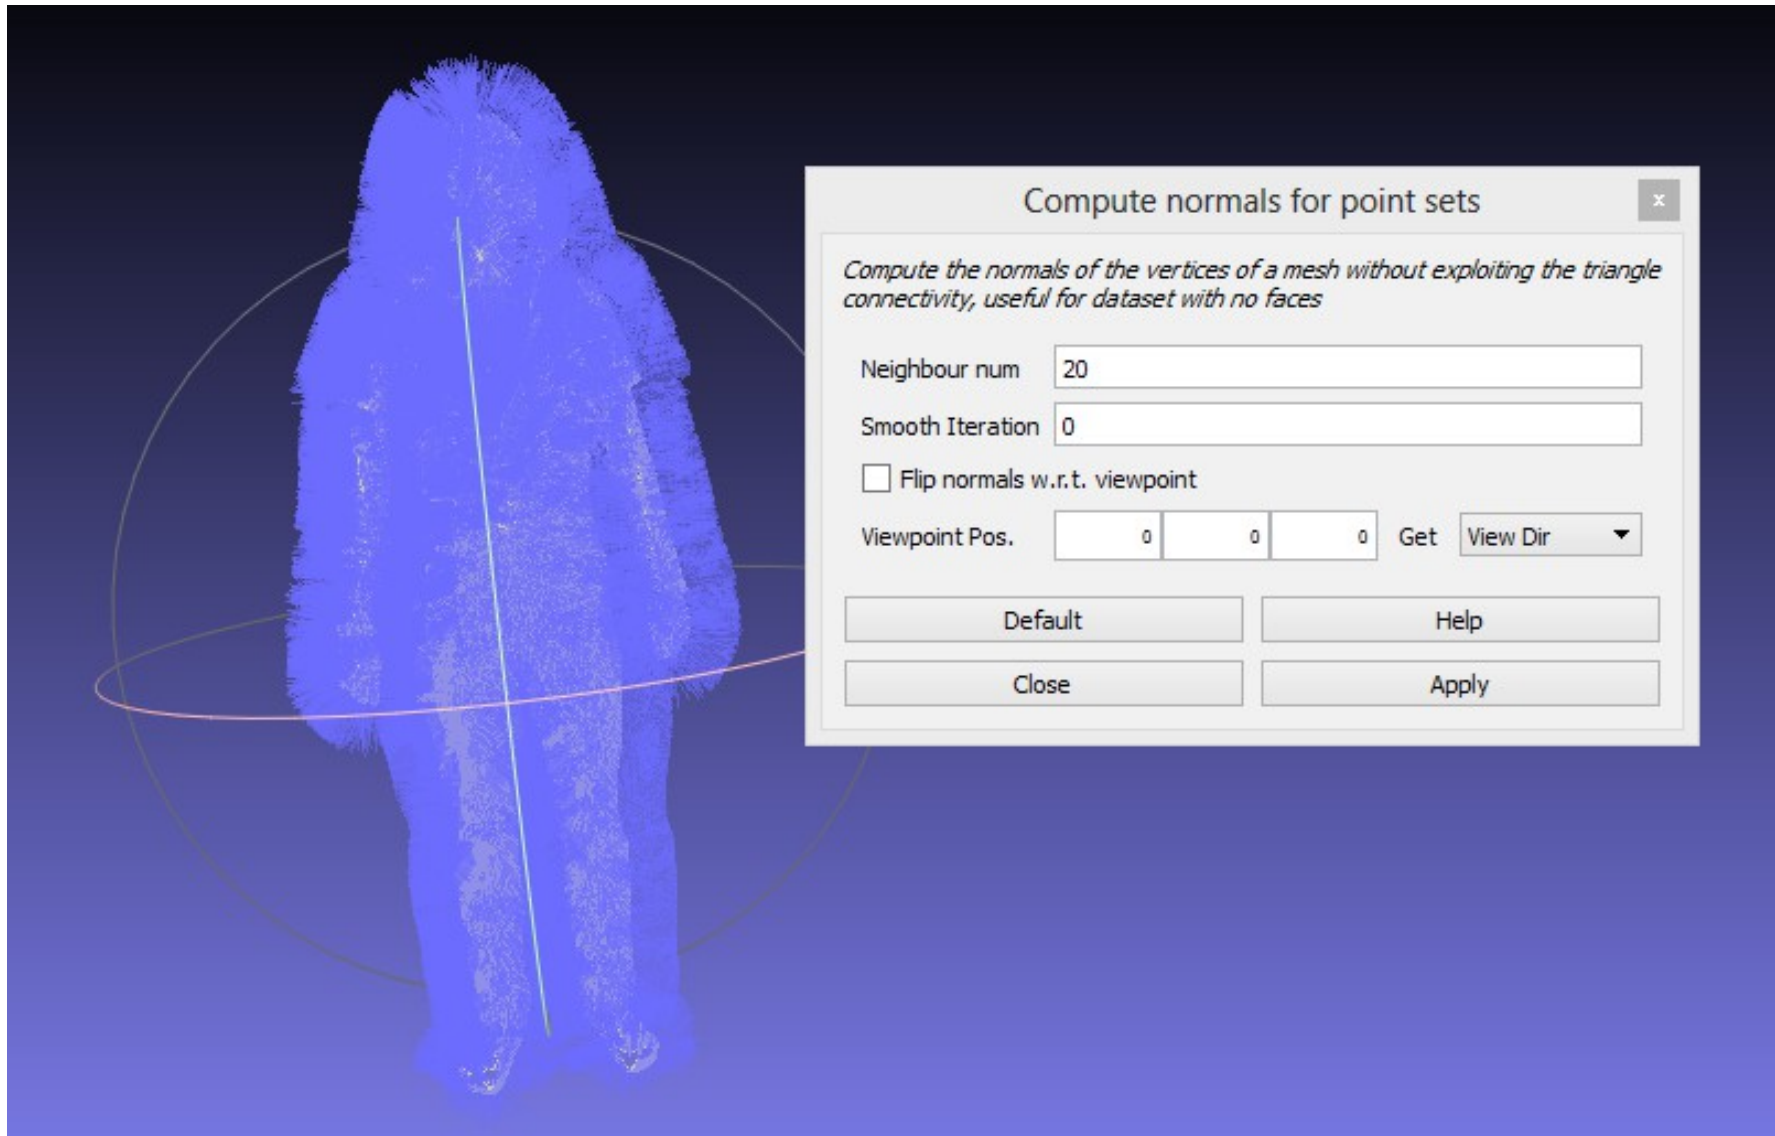 Compute normals for point sets
x
Compute the normals of the vertices of a mesh without exploiting the triangle
connectivity, useful for dataset with no faces
Neighbour num 20
Smooth Iteration 0
Flip normals w.r.t. viewpoint
Viewpoint Pos. 0 0 0 Get View Dir
Default Help
Close Apply